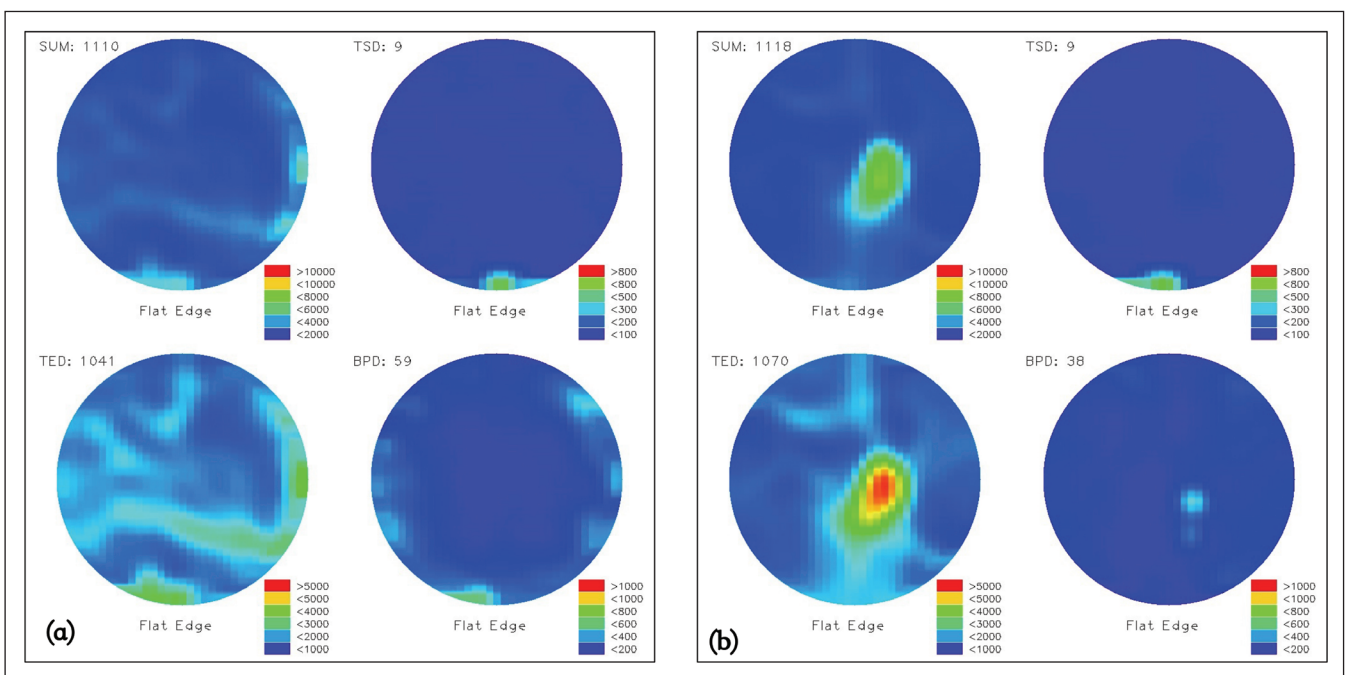 SUM: 1110
TSD: 9
>10000
<10000
<8000
<6000
<4000
<2000
Flat Edge
>800
<800
<500
<300
<200
<100
Flat Edge
TED: 1041
BPD: 59
>5000
<5000
<4000
<3000
<2000
<1000
Flat Edge
>1000
<1000
<800
<600
<400
<200
Flat Edge
(a)
SUM: 1118
TSD: 9
>10000
<10000
<8000
<6000
<4000
<2000
Flat Edge
>800
<800
<500
<300
<200
<100
Flat Edge
TED: 1070
BPD: 38
>5000
<5000
<4000
<3000
<2000
<1000
Flat Edge
>1000
<1000
<800
<600
<400
<200
Flat Edge
(b)